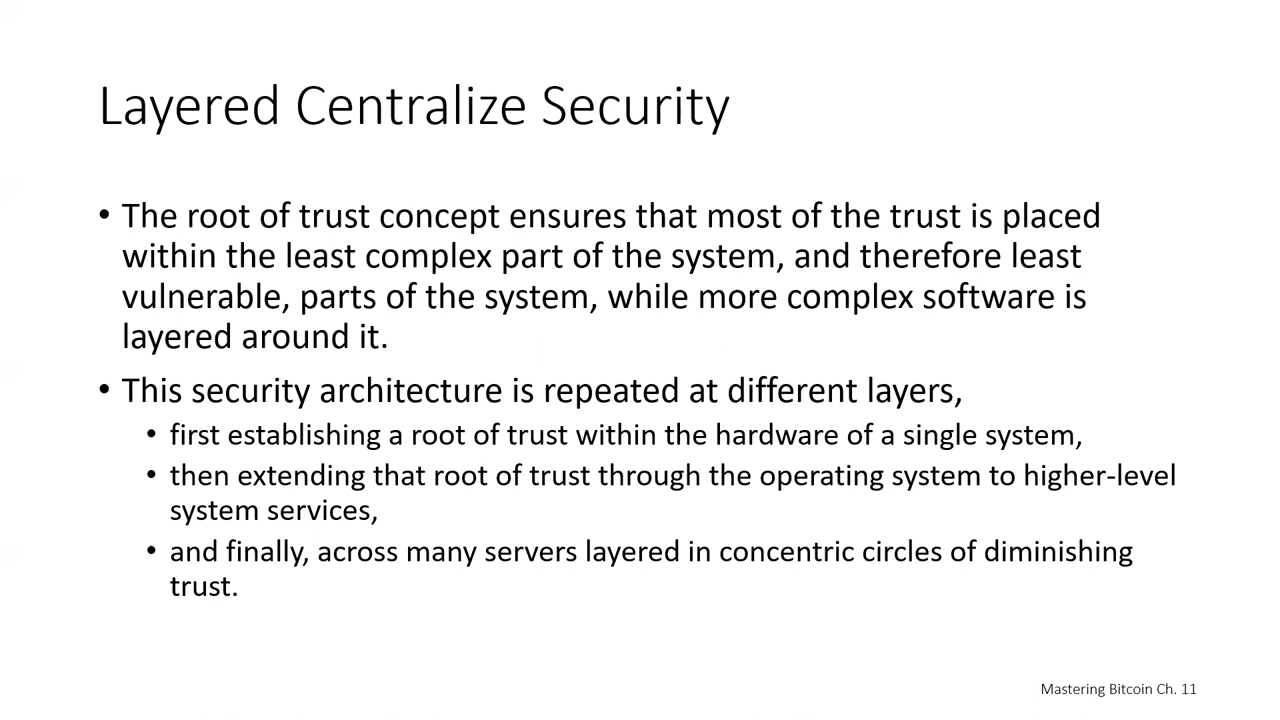 Layered Centralize Security
• The root of trust concept ensures that most of the trust is placed
within the least complex part of the system, and therefore least
vulnerable, parts of the system, while more complex software is
layered around it.
• This security architecture is repeated at different layers,
• first establishing a root of trust within the hardware of a single system,
• then extending that root of trust through the operating system to higher-level
system services,
• and finally, across many servers layered in concentric circles of diminishing
trust.
Mastering Bitcoin Ch. 11